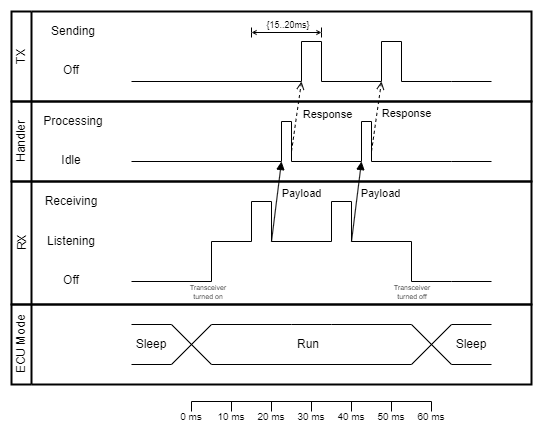 TX
Sending
Off
{15..20ms}
Handler
Processing
Idle
Response
Response
RX
Receiving
Listening
Off
Payload
Payload
Transceiver
turned on
Transceiver
turned off
ECU Mode
Sleep
Run
Sleep
0 ms
10 ms
20 ms
30 ms
40 ms
50 ms
60 ms